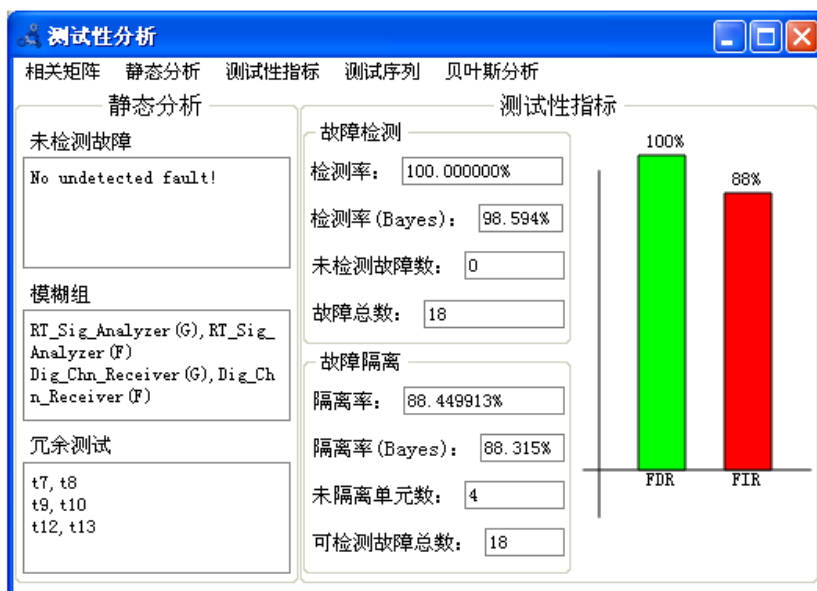 测试性分析
相关矩阵 静态分析 测试性指标 测试序列 贝叶斯分析
静态分析
未检测故障
No undetected fault!
模糊组
RT_Sig_Analyzer(G),RT_Sig_
Analyzer(F)
Dig_Chn_Receiver(G),Dig_Ch
n_Receiver(F)
冗余测试
t7, t8
t9, t10
t12, t13
测试性指标
故障检测
检测率: 100.000000%
检测率(Bayes): 98.594%
未检测故障数: 0
故障总数: 18
故障隔离
隔离率: 88.449913%
隔离率(Bayes): 88.315%
未隔离单元数: 4
可检测故障总数: 18
100%
88%
FDR FIR